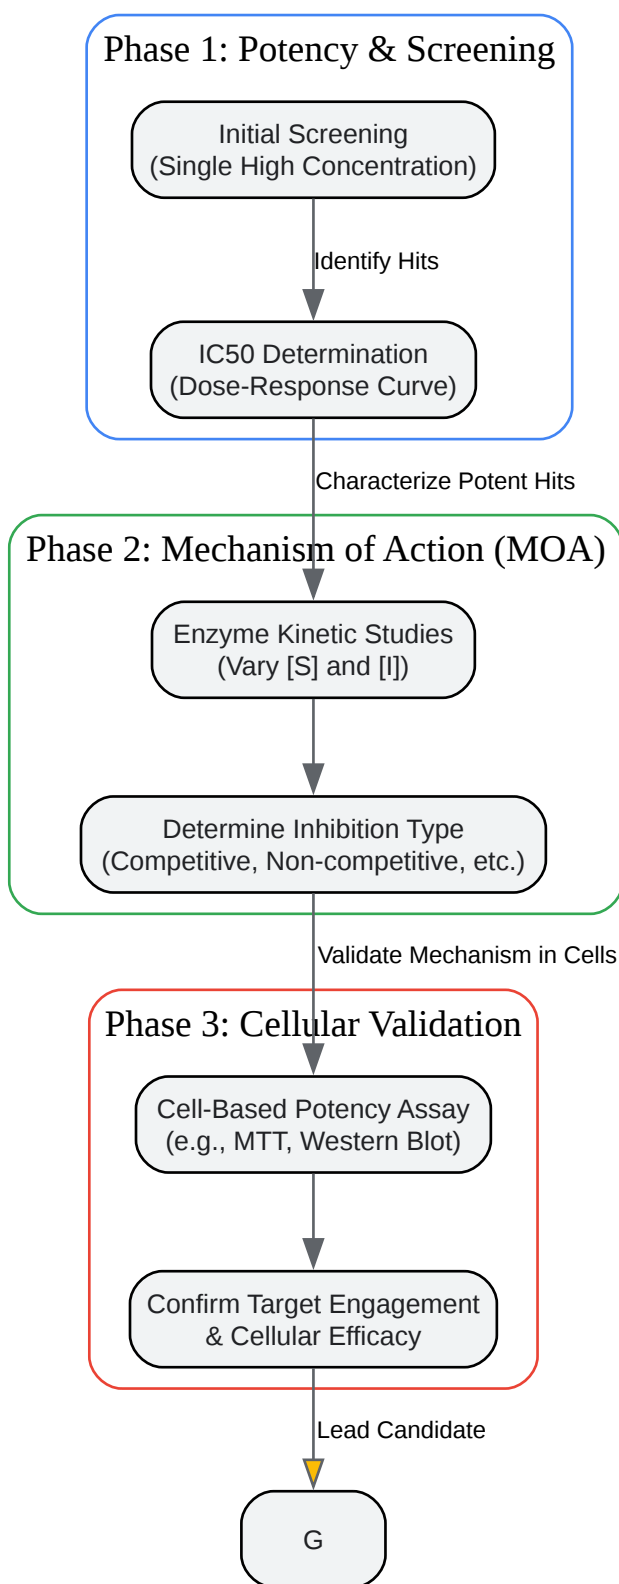 Phase 1: Potency & Screening
Initial Screening
(Single High Concentration)
Identify Hits
IC50 Determination
(Dose-Response Curve)
Characterize Potent Hits
Phase 2: Mechanism of Action (MOA)
Enzyme Kinetic Studies
(Vary [S] and [I])
Determine Inhibition Type
(Competitive, Non-competitive, etc.)
Validate Mechanism in Cells
Phase 3: Cellular Validation
Cell-Based Potency Assay
(e.g., MTT, Western Blot)
Confirm Target Engagement
& Cellular Efficacy
Lead Candidate
G